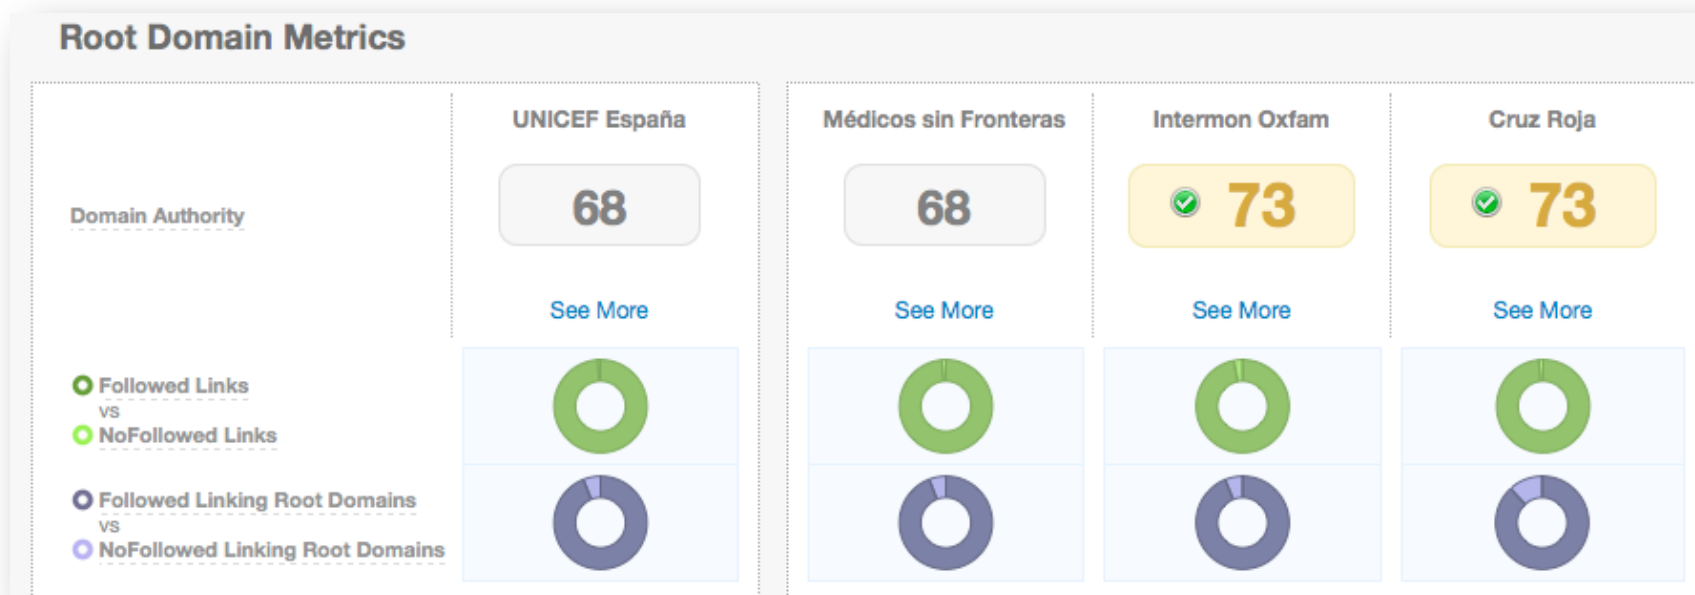 Root Domain Metrics
UNICEF España
Médicos sin Fronteras
Intermon Oxfam
Cruz Roja
Domain Authority
68
68
73
73
See More
See More
See More
See More
Followed Links
vs
NoFollowed Links
Followed Linking Root Domains
vs
NoFollowed Linking Root Domains